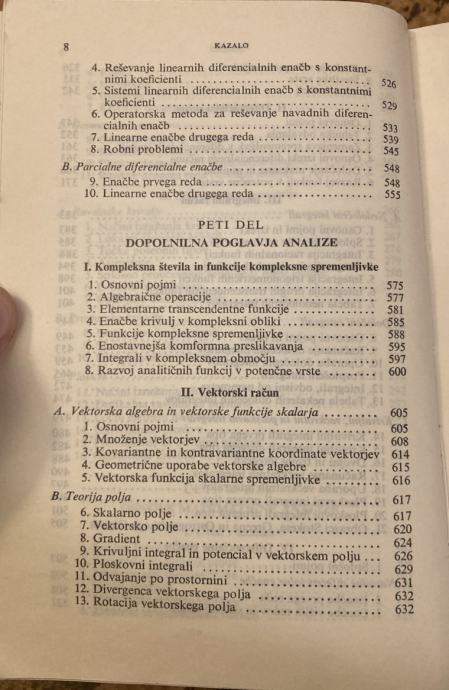 8 KAZALO
4. Reševanje linearnih diferencialnih enačb s konstant-
nimi koeficienti . . . . . . . . . . . . . . . . . . . . . . . . 526
5. Sistemi linearnih diferencialnih enačb s konstantnimi
koeficienti . . . . . . . . . . . . . . . . . . . . . . . . . . . . 529
6. Operatorska metoda za reševanje navadnih diferen-
cialnih enačb . . . . . . . . . . . . . . . . . . . . . . . . . 533
7. Linearne enačbe drugega reda . . . . . . . . . . . . . . 539
8. Robni problemi . . . . . . . . . . . . . . . . . . . . . . . 545
B. Parcialne diferencialne enačbe . . . . . . . . . . . . . . 548
9. Enačbe prvega reda . . . . . . . . . . . . . . . . . . . . 548
10. Linearne enačbe drugega reda . . . . . . . . . . . . . . 555
PETI DEL
DOPOLNILNA POGLAVJA ANALIZE
I. Kompleksna števila in funkcije kompleksne spremenljivke
1. Osnovni pojmi . . . . . . . . . . . . . . . . . . . . . . . . 575
2. Algebraične operacije . . . . . . . . . . . . . . . . . . . 577
3. Elementarne transcendentne funkcije . . . . . . . . . . 581
4. Enačbe krivulj v kompleksni obliki . . . . . . . . . . . 585
5. Funkcije kompleksne spremenljivke . . . . . . . . . . . 588
6. Enostavnejša komformna preslikavanja . . . . . . . . . 595
7. Integrali v kompleksnem območju . . . . . . . . . . . . 597
8. Razvoj analitičnih funkcij v potenčne vrste . . . . . . 600
II. Vektorski račun
A. Vektorska algebra in vektorske funkcije skalarja . . . . 605
1. Osnovni pojmi . . . . . . . . . . . . . . . . . . . . . . . . 605
2. Množenje vektorjev . . . . . . . . . . . . . . . . . . . . . 608
3. Kovariantne in kontravariantne koordinate vektorjev 614
4. Geometrične uporabe vektorske algebre . . . . . . . . 615
5. Vektorska funkcija skalarne spremenljivke . . . . . . . 616
B. Teorija polja . . . . . . . . . . . . . . . . . . . . . . . . . . 617
6. Skalarno polje . . . . . . . . . . . . . . . . . . . . . . . . 617
7. Vektorsko polje . . . . . . . . . . . . . . . . . . . . . . . 620
8. Gradient . . . . . . . . . . . . . . . . . . . . . . . . . . . . 624
9. Krivuljni integral in potencial v vektorskem polju . . 626
10. Ploskovni integrali . . . . . . . . . . . . . . . . . . . . . 629
11. Odvajanje po prostornini . . . . . . . . . . . . . . . . . 631
12. Divergenca vektorskega polja . . . . . . . . . . . . . . 632
13. Rotacija vektorskega polja . . . . . . . . . . . . . . . . 632